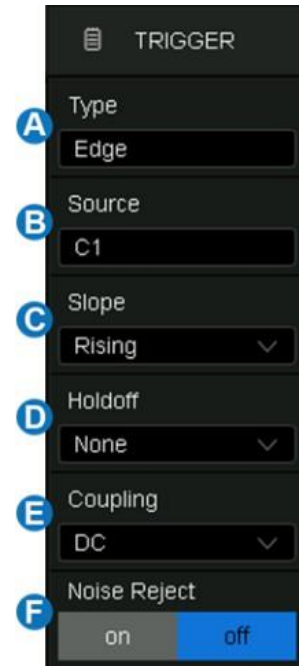 TRIGGER
A
Type
Edge
B
Source
C1
C
Slope
Rising
D
Holdoff
None
E
Coupling
DC
F
Noise Reject
on off